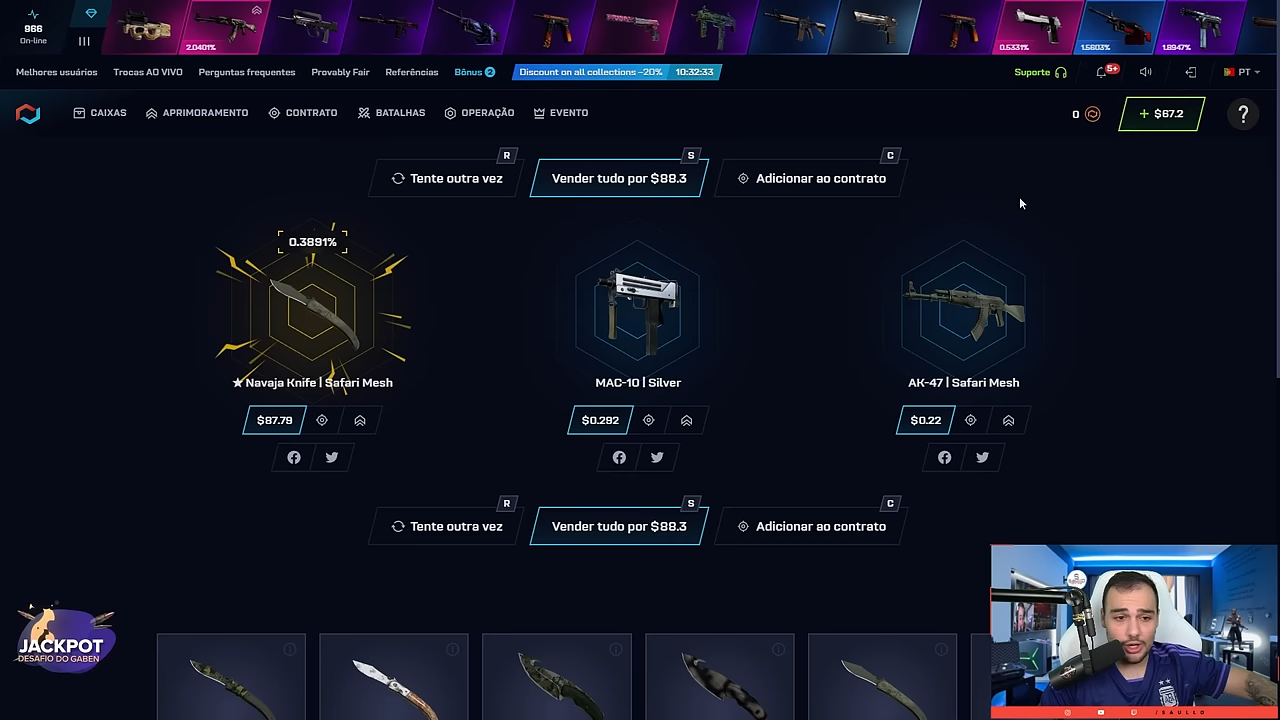 966
On-line
2.0401%
0.5331%
1.5603%
1.8947%
Melhores usuários
Trocas AO VIVO
Perguntas frequentes
Provably Fair
Referências
Bônus 2
Discount on all collections –20% 10:32:33
Suporte
5+
PT
CAIXAS
APRIMORAMENTO
CONTRATO
BATALHAS
OPERAÇÃO
EVENTO
0
+ $67.2
?
R
Tente outra vez
S
Vender tudo por $88.3
C
Adicionar ao contrato
0.3891%
★ Navaja Knife | Safari Mesh
MAC-10 | Silver
AK-47 | Safari Mesh
$87.79
$0.292
$0.22
R
Tente outra vez
S
Vender tudo por $88.3
C
Adicionar ao contrato
JACKPOT
DESAFIO DO GABEN
/SAULLO